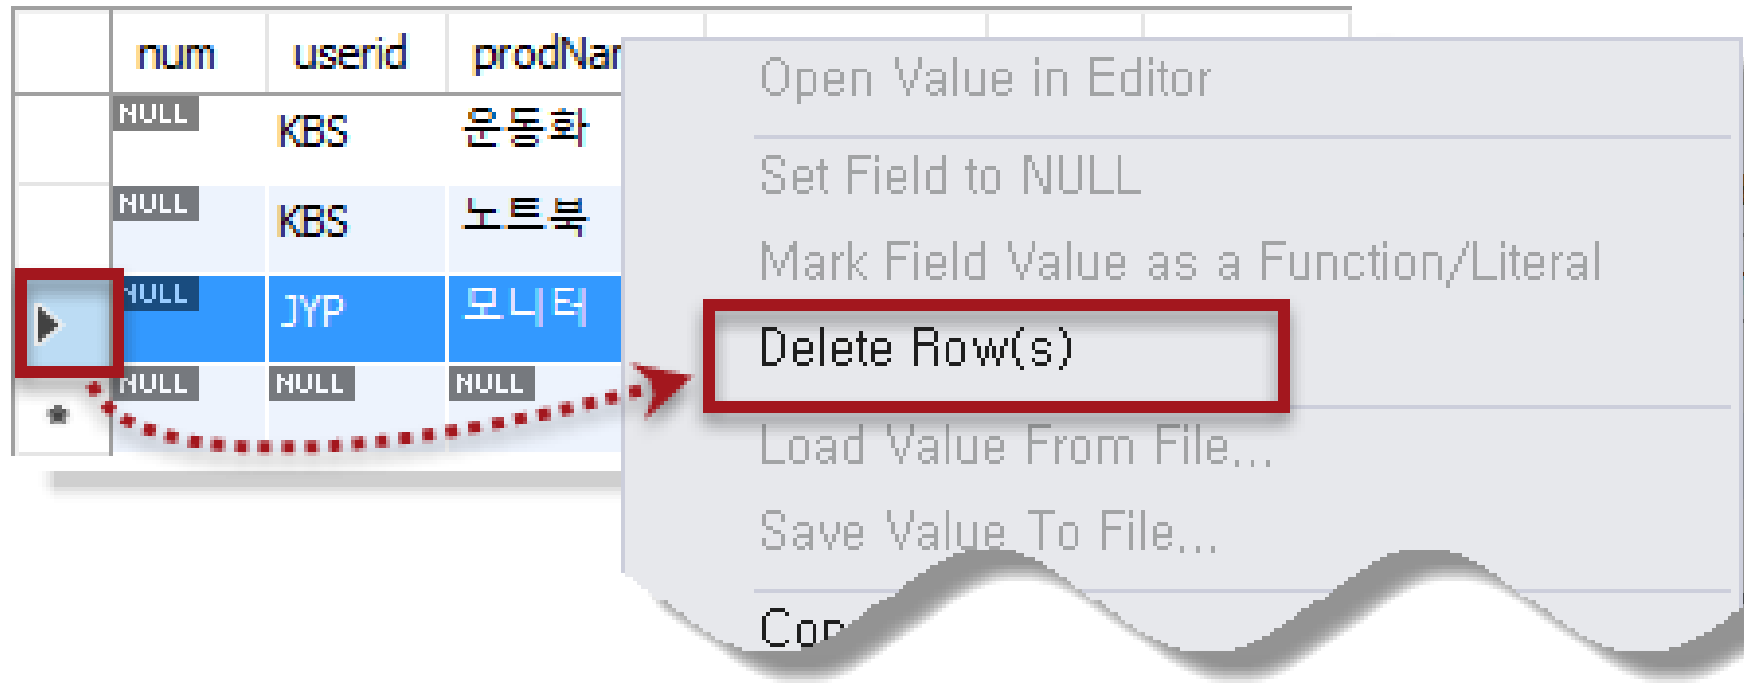 num userid prodNar
NULL KBS 운동화
NULL KBS 노트북
NULL JYP 모니터
NULL NULL NULL
Open Value in Editor
Set Field to NULL
Mark Field Value as a Function/Literal
Delete Row(s)
Load Value From File...
Save Value To File...